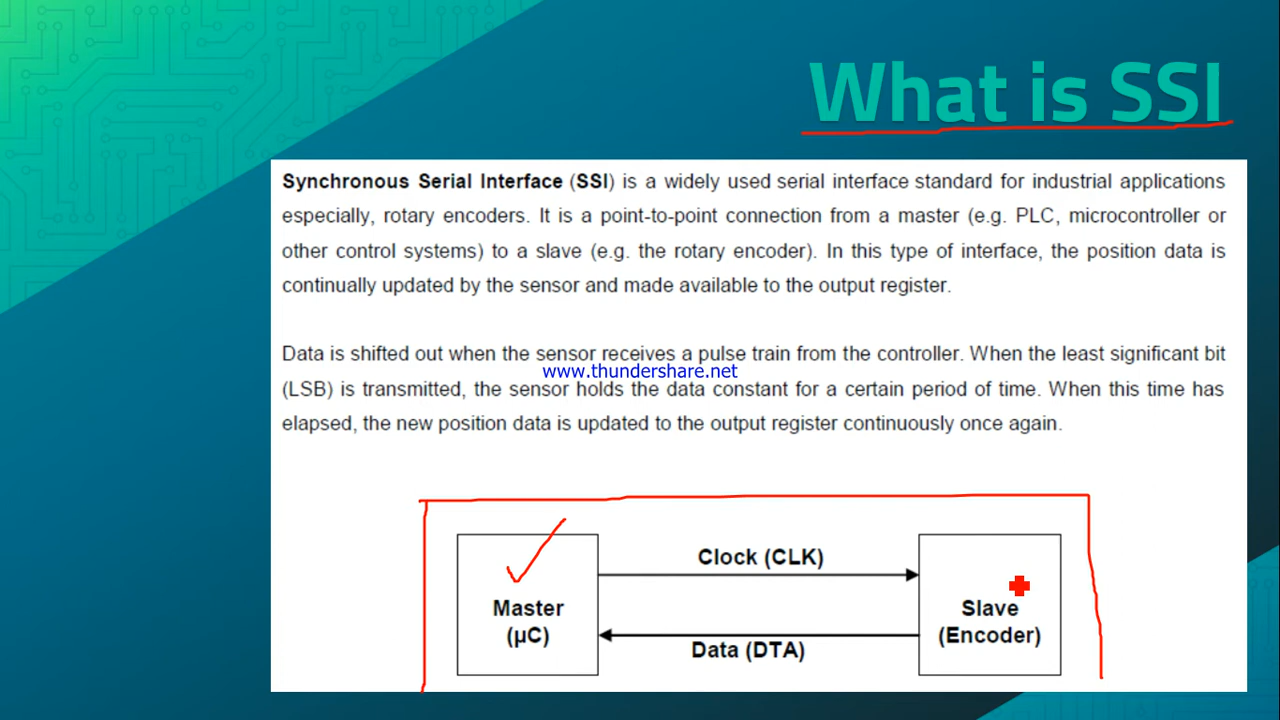 What is SSI
Synchronous Serial Interface (SSI) is a widely used serial interface standard for industrial applications
especially, rotary encoders. It is a point-to-point connection from a master (e.g. PLC, microcontroller or
other control systems) to a slave (e.g. the rotary encoder). In this type of interface, the position data is
continually updated by the sensor and made available to the output register.
Data is shifted out when the sensor receives a pulse train from the controller. When the least significant bit
www.thundershare.net
(LSB) is transmitted, the sensor holds the data constant for a certain period of time. When this time has
elapsed, the new position data is updated to the output register continuously once again.
Clock (CLK)
Master
(µC)
Slave
(Encoder)
Data (DTA)